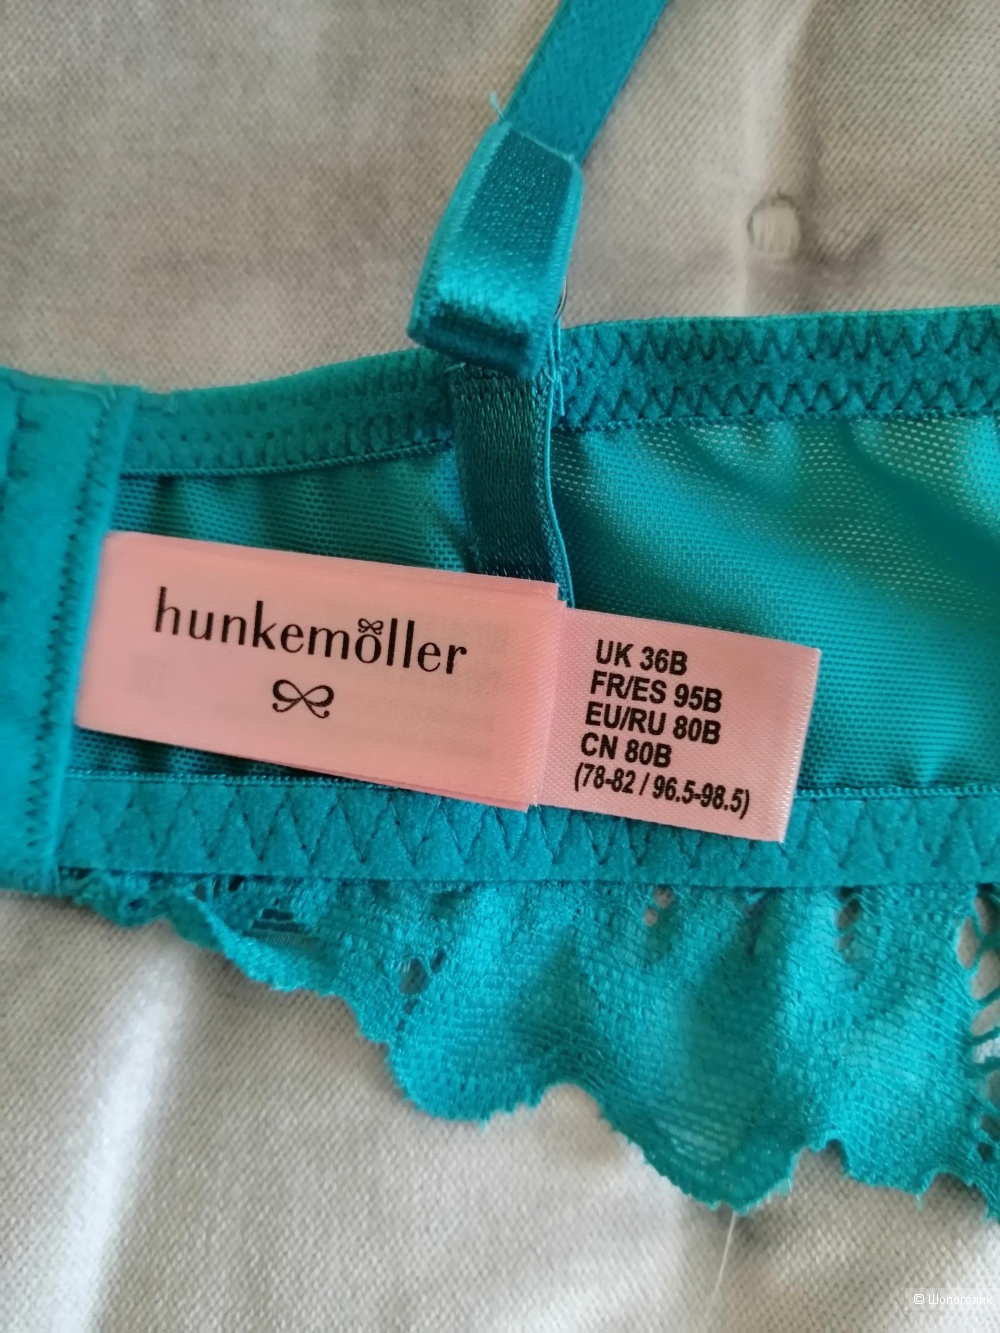 hunkemöller
UK 36B
FR/ES 95B
EU/RU 80B
CN 80B
(78-82 / 96.5-98.5)
© Шопоголик